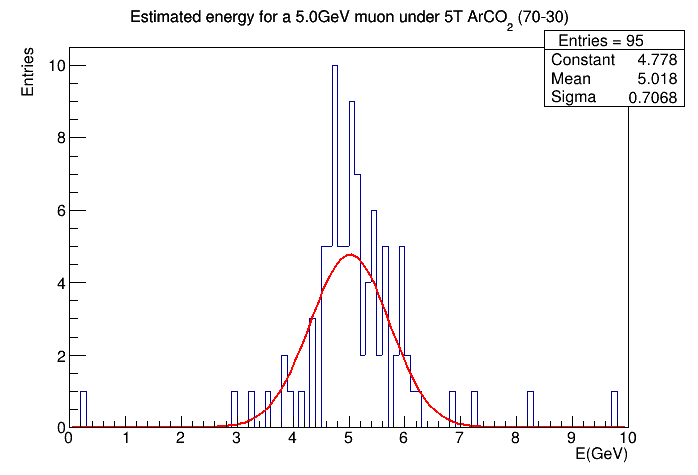 Estimated energy for a 5.0GeV muon under 5T ArCO2 (70-30)
Entries = 95
Constant 4.778
Mean 5.018
Sigma 0.7068
Entries
10
8
6
4
2
0
0 1 2 3 4 5 6 7 8 9 10
E(GeV)